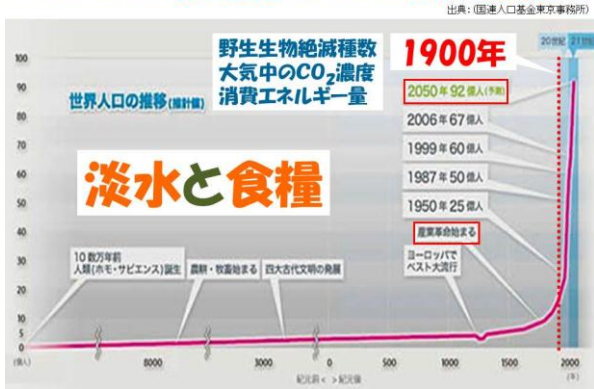 出典:(国連人口基金東京事務所)
野生生物絶滅種数
大気中のCO₂濃度
消費エネルギー量
1900年
20世紀
21世紀
世界人口の推移(推計値)
淡水と食糧
2050年 92億人(予測)
2006年 67億人
1999年 60億人
1987年 50億人
1950年 25億人
産業革命始まる
ヨーロッパで
ペスト大流行
10数万年前
人類(ホモ・サピエンス)誕生
農耕・牧畜始まる
四大古代文明の発展
100
90
80
70
60
50
40
30
20
10
5
0
(億人)
8000
3000
0
500
1000
1500
2000
(年)
紀元前< >紀元後